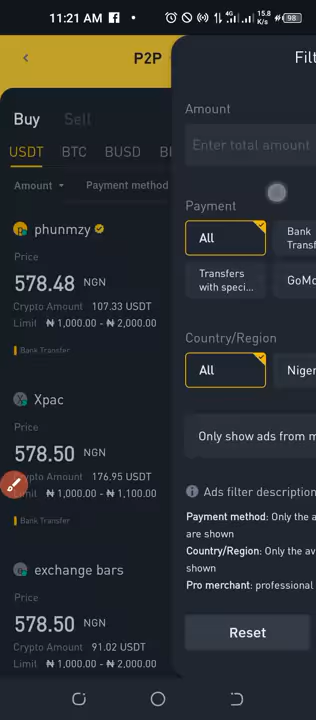 11:21 AM
4G
15.8
K/s
98
P2P
Filt
Buy
Sell
USDT
BTC
BUSD
Amount
Payment method
phunmzy
Price
578.48 NGN
Crypto Amount 107.33 USDT
Limit ₦ 1,000.00 - ₦ 2,000.00
Bank Transfer
Xpac
Price
578.50 NGN
ypto Amount 176.95 USDT
Limit ₦ 1,000.00 - ₦ 1,100.00
Bank Transfer
exchange bars
Price
578.50 NGN
Crypto Amount 91.02 USDT
Limit ₦ 1,000.00 - ₦ 2,000.00
Amount
Enter total amount
Payment
All
Bank
Transf
Transfers
with speci...
GoMo
Country/Region
All
Niger
Only show ads from m
Ads filter description
Payment method: Only the a
are shown
Country/Region: Only the av
shown
Pro merchant: professional
Reset